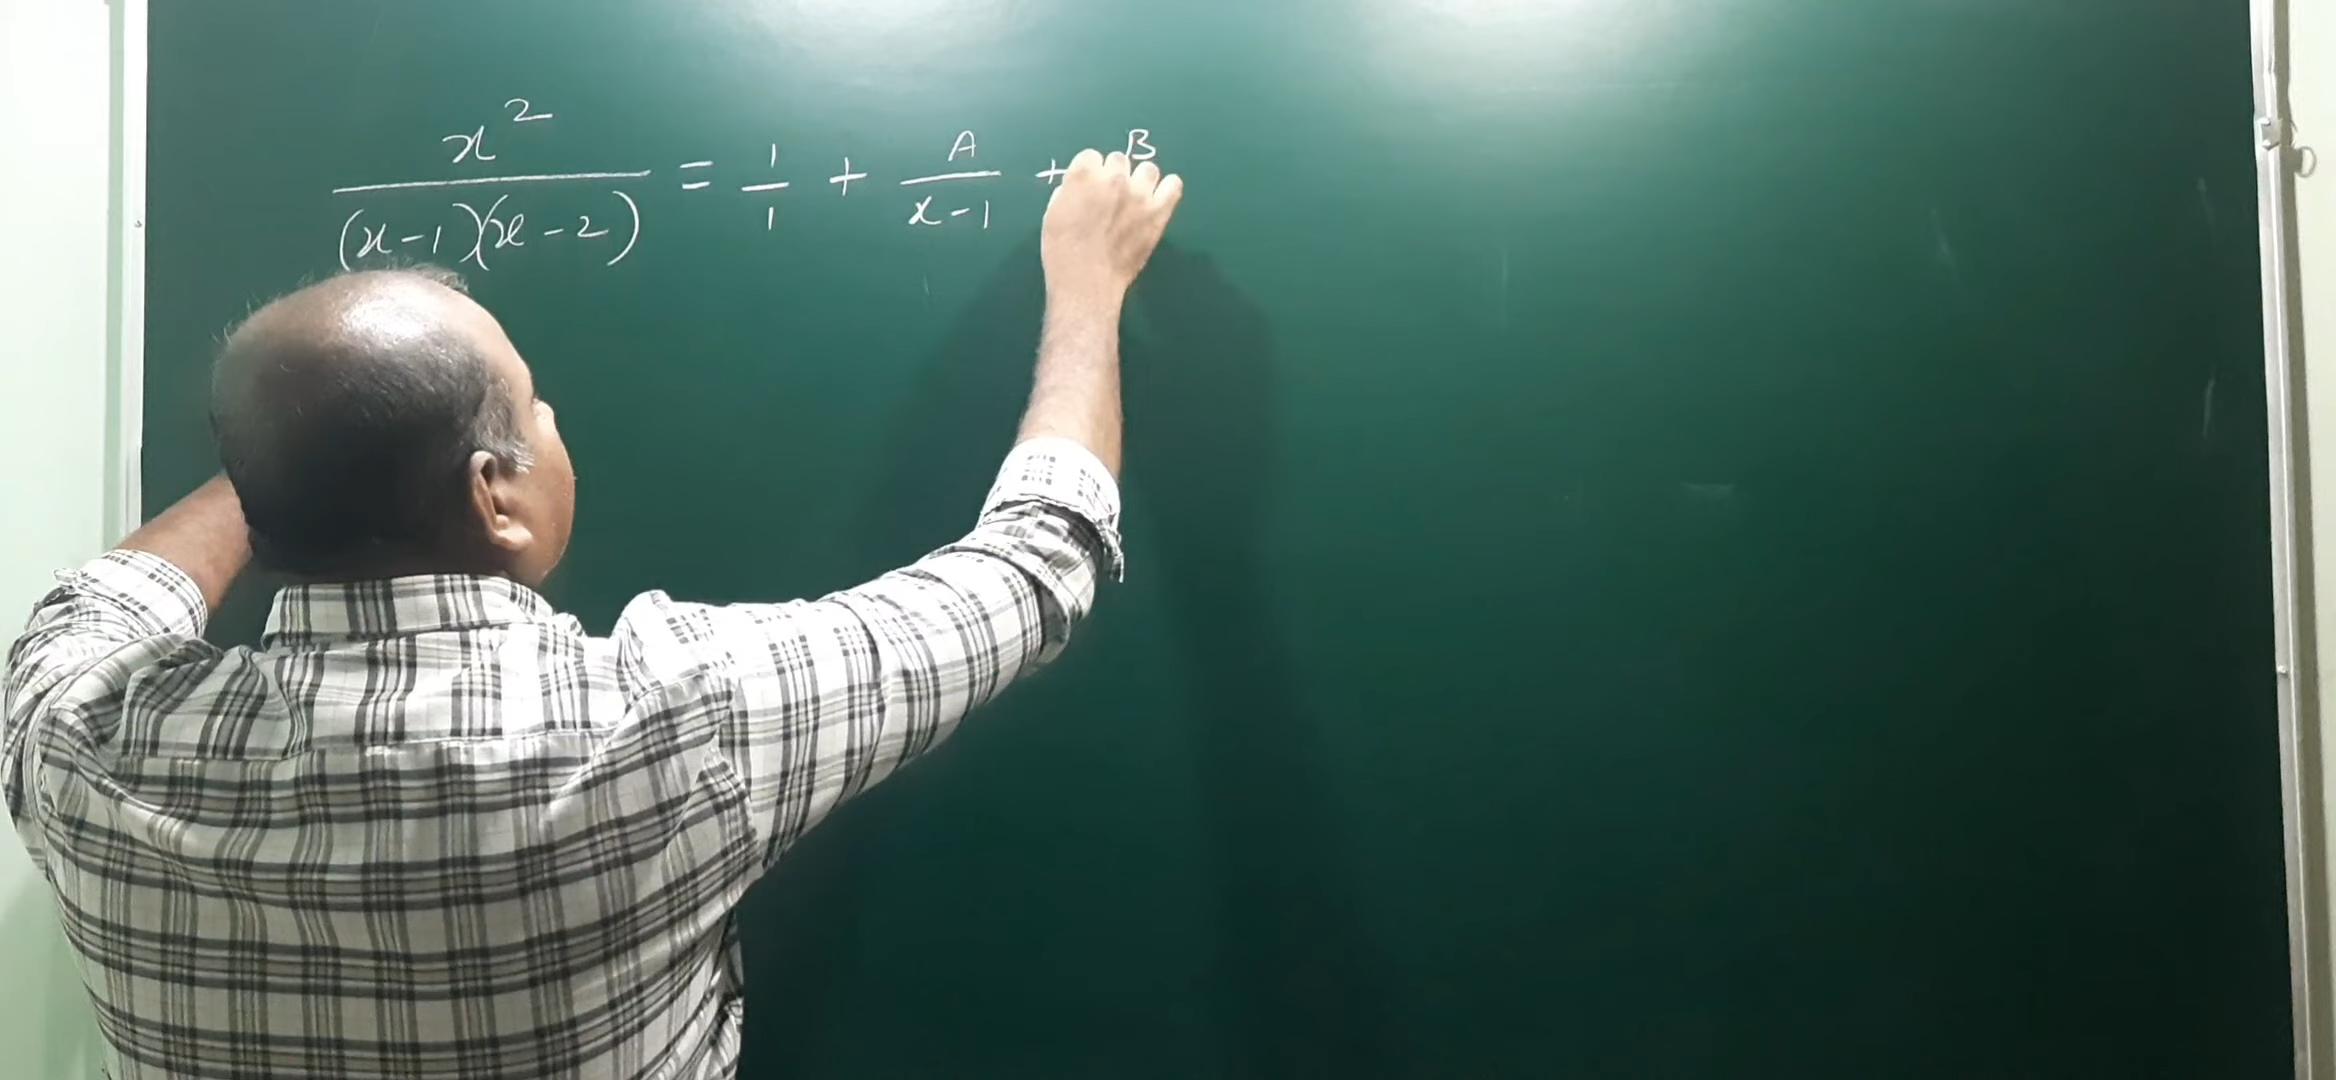 x² / (x-1)(x-2) = 1/1 + A/x-1 + B